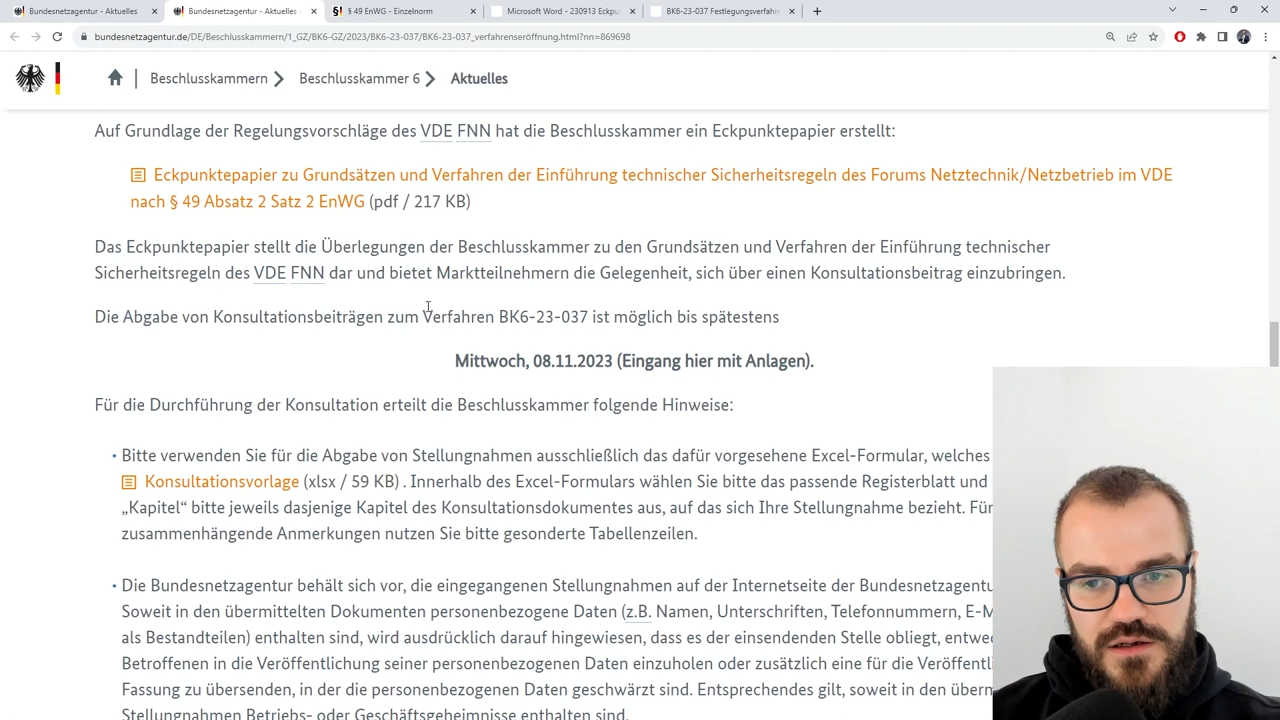 Bundesnetzagentur - Aktuelles
Bundesnetzagentur - Aktuelles -
§ 49 EnWG - Einzelnorm
Microsoft Word - 230913 Eckpu
BK6-23-037 Festlegungsverfahr
bundesnetzagentur.de/DE/Beschlusskammern/1_GZ/BK6-GZ/2023/BK6-23-037/BK6-23-037_verfahrenseröffnung.html?nn=869698
Beschlusskammern
Beschlusskammer 6
Aktuelles
Auf Grundlage der Regelungsvorschläge des VDE FNN hat die Beschlusskammer ein Eckpunktepapier erstellt:
Eckpunktepapier zu Grundsätzen und Verfahren der Einführung technischer Sicherheitsregeln des Forums Netztechnik/Netzbetrieb im VDE
nach § 49 Absatz 2 Satz 2 EnWG (pdf / 217 KB)
Das Eckpunktepapier stellt die Überlegungen der Beschlusskammer zu den Grundsätzen und Verfahren der Einführung technischer
Sicherheitsregeln des VDE FNN dar und bietet Marktteilnehmern die Gelegenheit, sich über einen Konsultationsbeitrag einzubringen.
Die Abgabe von Konsultationsbeiträgen zum Verfahren BK6-23-037 ist möglich bis spätestens
Mittwoch, 08.11.2023 (Eingang hier mit Anlagen).
Für die Durchführung der Konsultation erteilt die Beschlusskammer folgende Hinweise:
• Bitte verwenden Sie für die Abgabe von Stellungnahmen ausschließlich das dafür vorgesehene Excel-Formular, welches
Konsultationsvorlage (xlsx / 59 KB) . Innerhalb des Excel-Formulars wählen Sie bitte das passende Registerblatt und
„Kapitel“ bitte jeweils dasjenige Kapitel des Konsultationsdokumentes aus, auf das sich Ihre Stellungnahme bezieht. Für
zusammenhängende Anmerkungen nutzen Sie bitte gesonderte Tabellenzeilen.
• Die Bundesnetzagentur behält sich vor, die eingegangenen Stellungnahmen auf der Internetseite der Bundesnetzagentu
Soweit in den übermittelten Dokumenten personenbezogene Daten (z.B. Namen, Unterschriften, Telefonnummern, E-M
als Bestandteilen) enthalten sind, wird ausdrücklich darauf hingewiesen, dass es der einsendenden Stelle obliegt, entwe
Betroffenen in die Veröffentlichung seiner personenbezogenen Daten einzuholen oder zusätzlich eine für die Veröffentli
Fassung zu übersenden, in der die personenbezogenen Daten geschwärzt sind. Entsprechendes gilt, soweit in den überm
Stellungnahmen Betriebs- oder Geschäftsgeheimnisse enthalten sind.